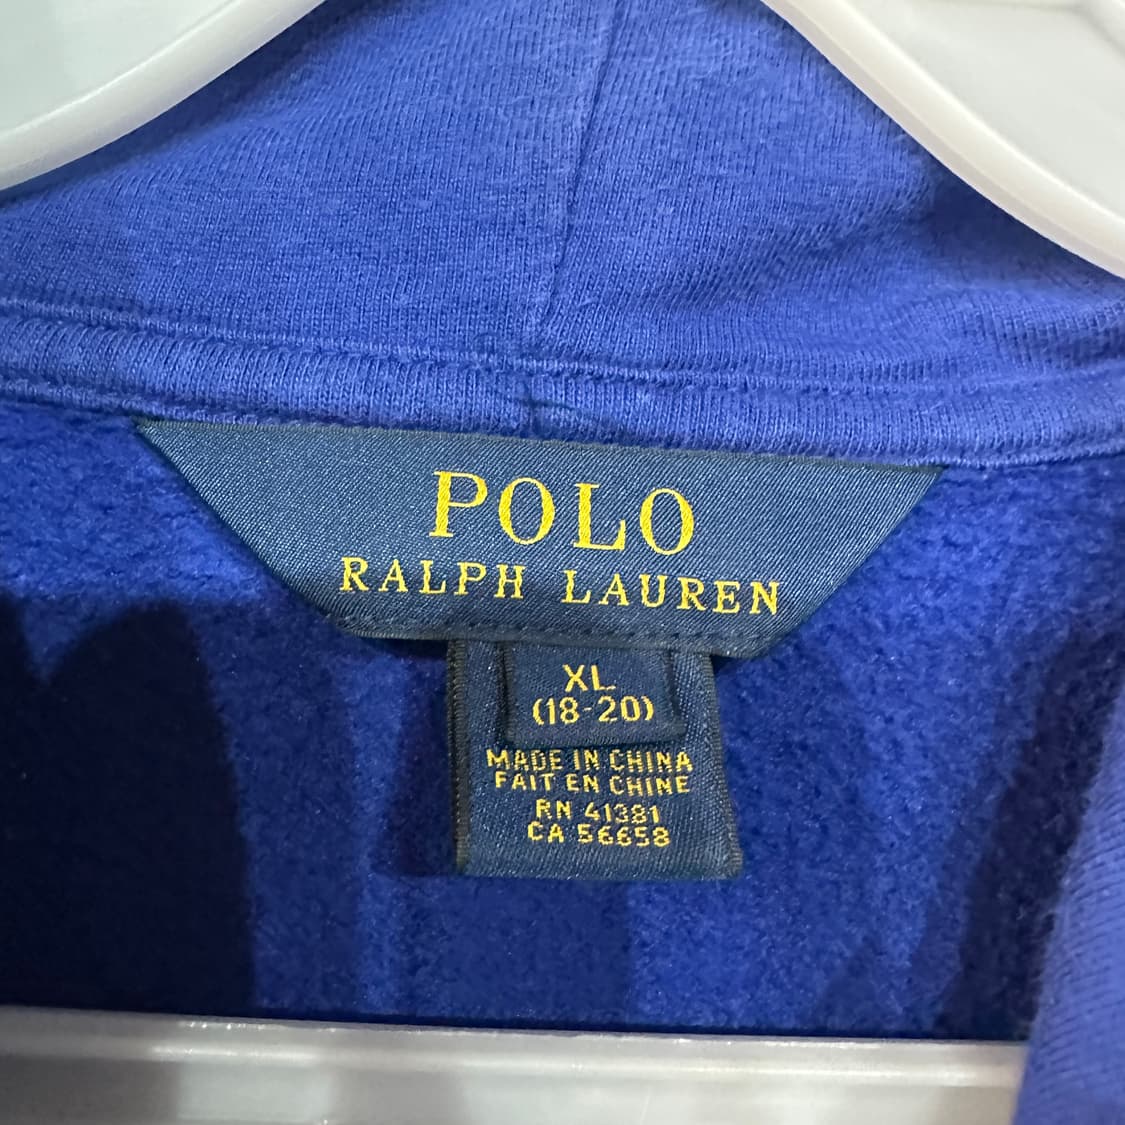 POLO
RALPH LAUREN
XL
(18-20)
MADE IN CHINA
FAIT EN CHINE
RN 41381
CA 56658